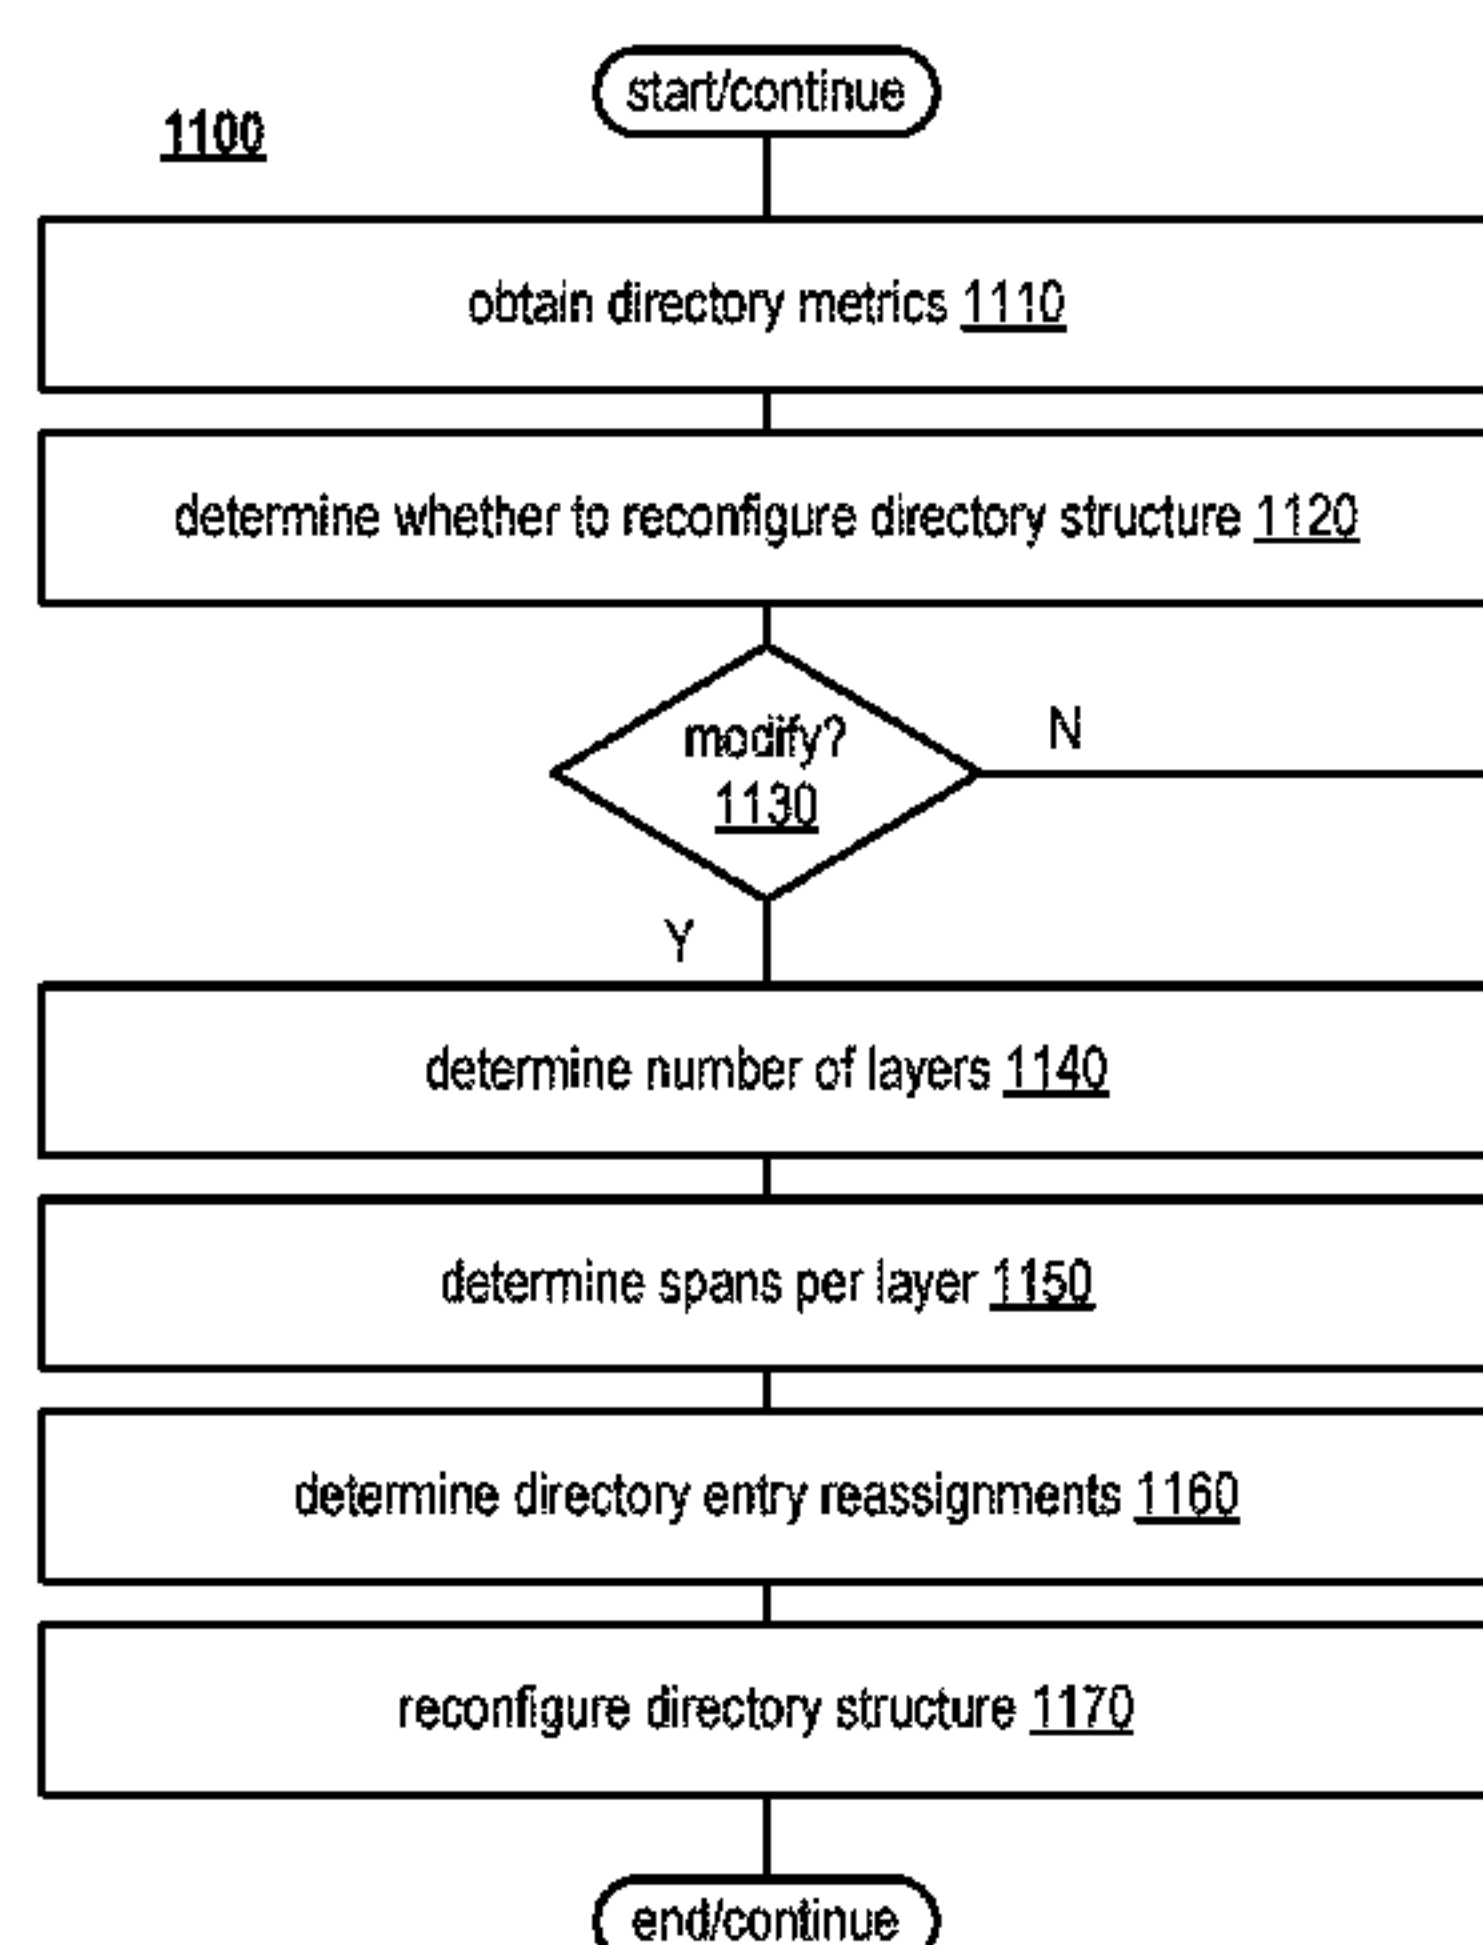 start/continue
1100
obtain directory metrics 1110
determine whether to reconfigure directory structure 1120
modify?
1130
N
Y
determine number of layers 1140
determine spans per layer 1150
determine directory entry reassignments 1160
reconfigure directory structure 1170
end/continue